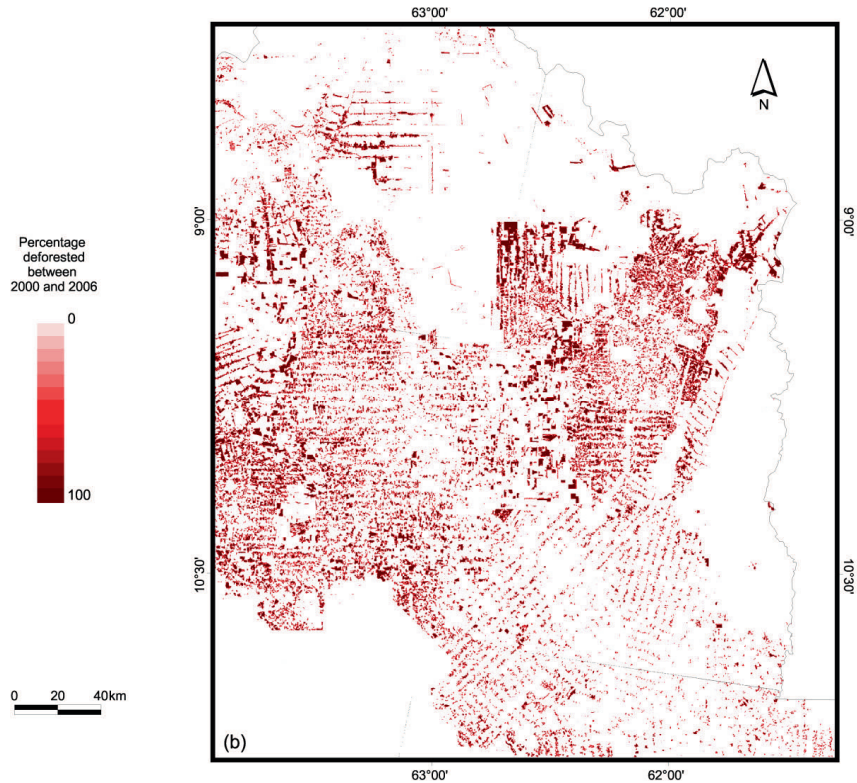 63°00' 62°00'
N
9°00' 9°00'
Percentage
deforested
between
2000 and 2006
0
100
10°30' 10°30'
0 20 40km
(b)
63°00' 62°00'